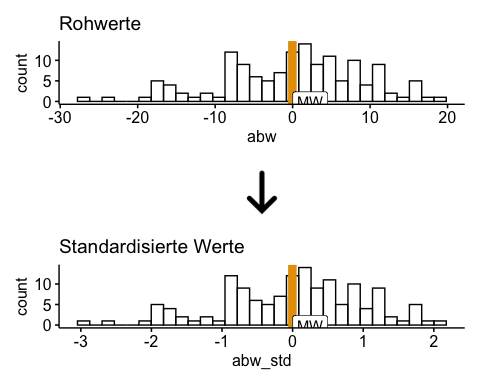 Rohwerte
10
5
0
count
MW
-30 -20 -10 0 10 20
abw
Standardisierte Werte
10
5
0
count
MW
-3 -2 -1 0 1 2
abw_std